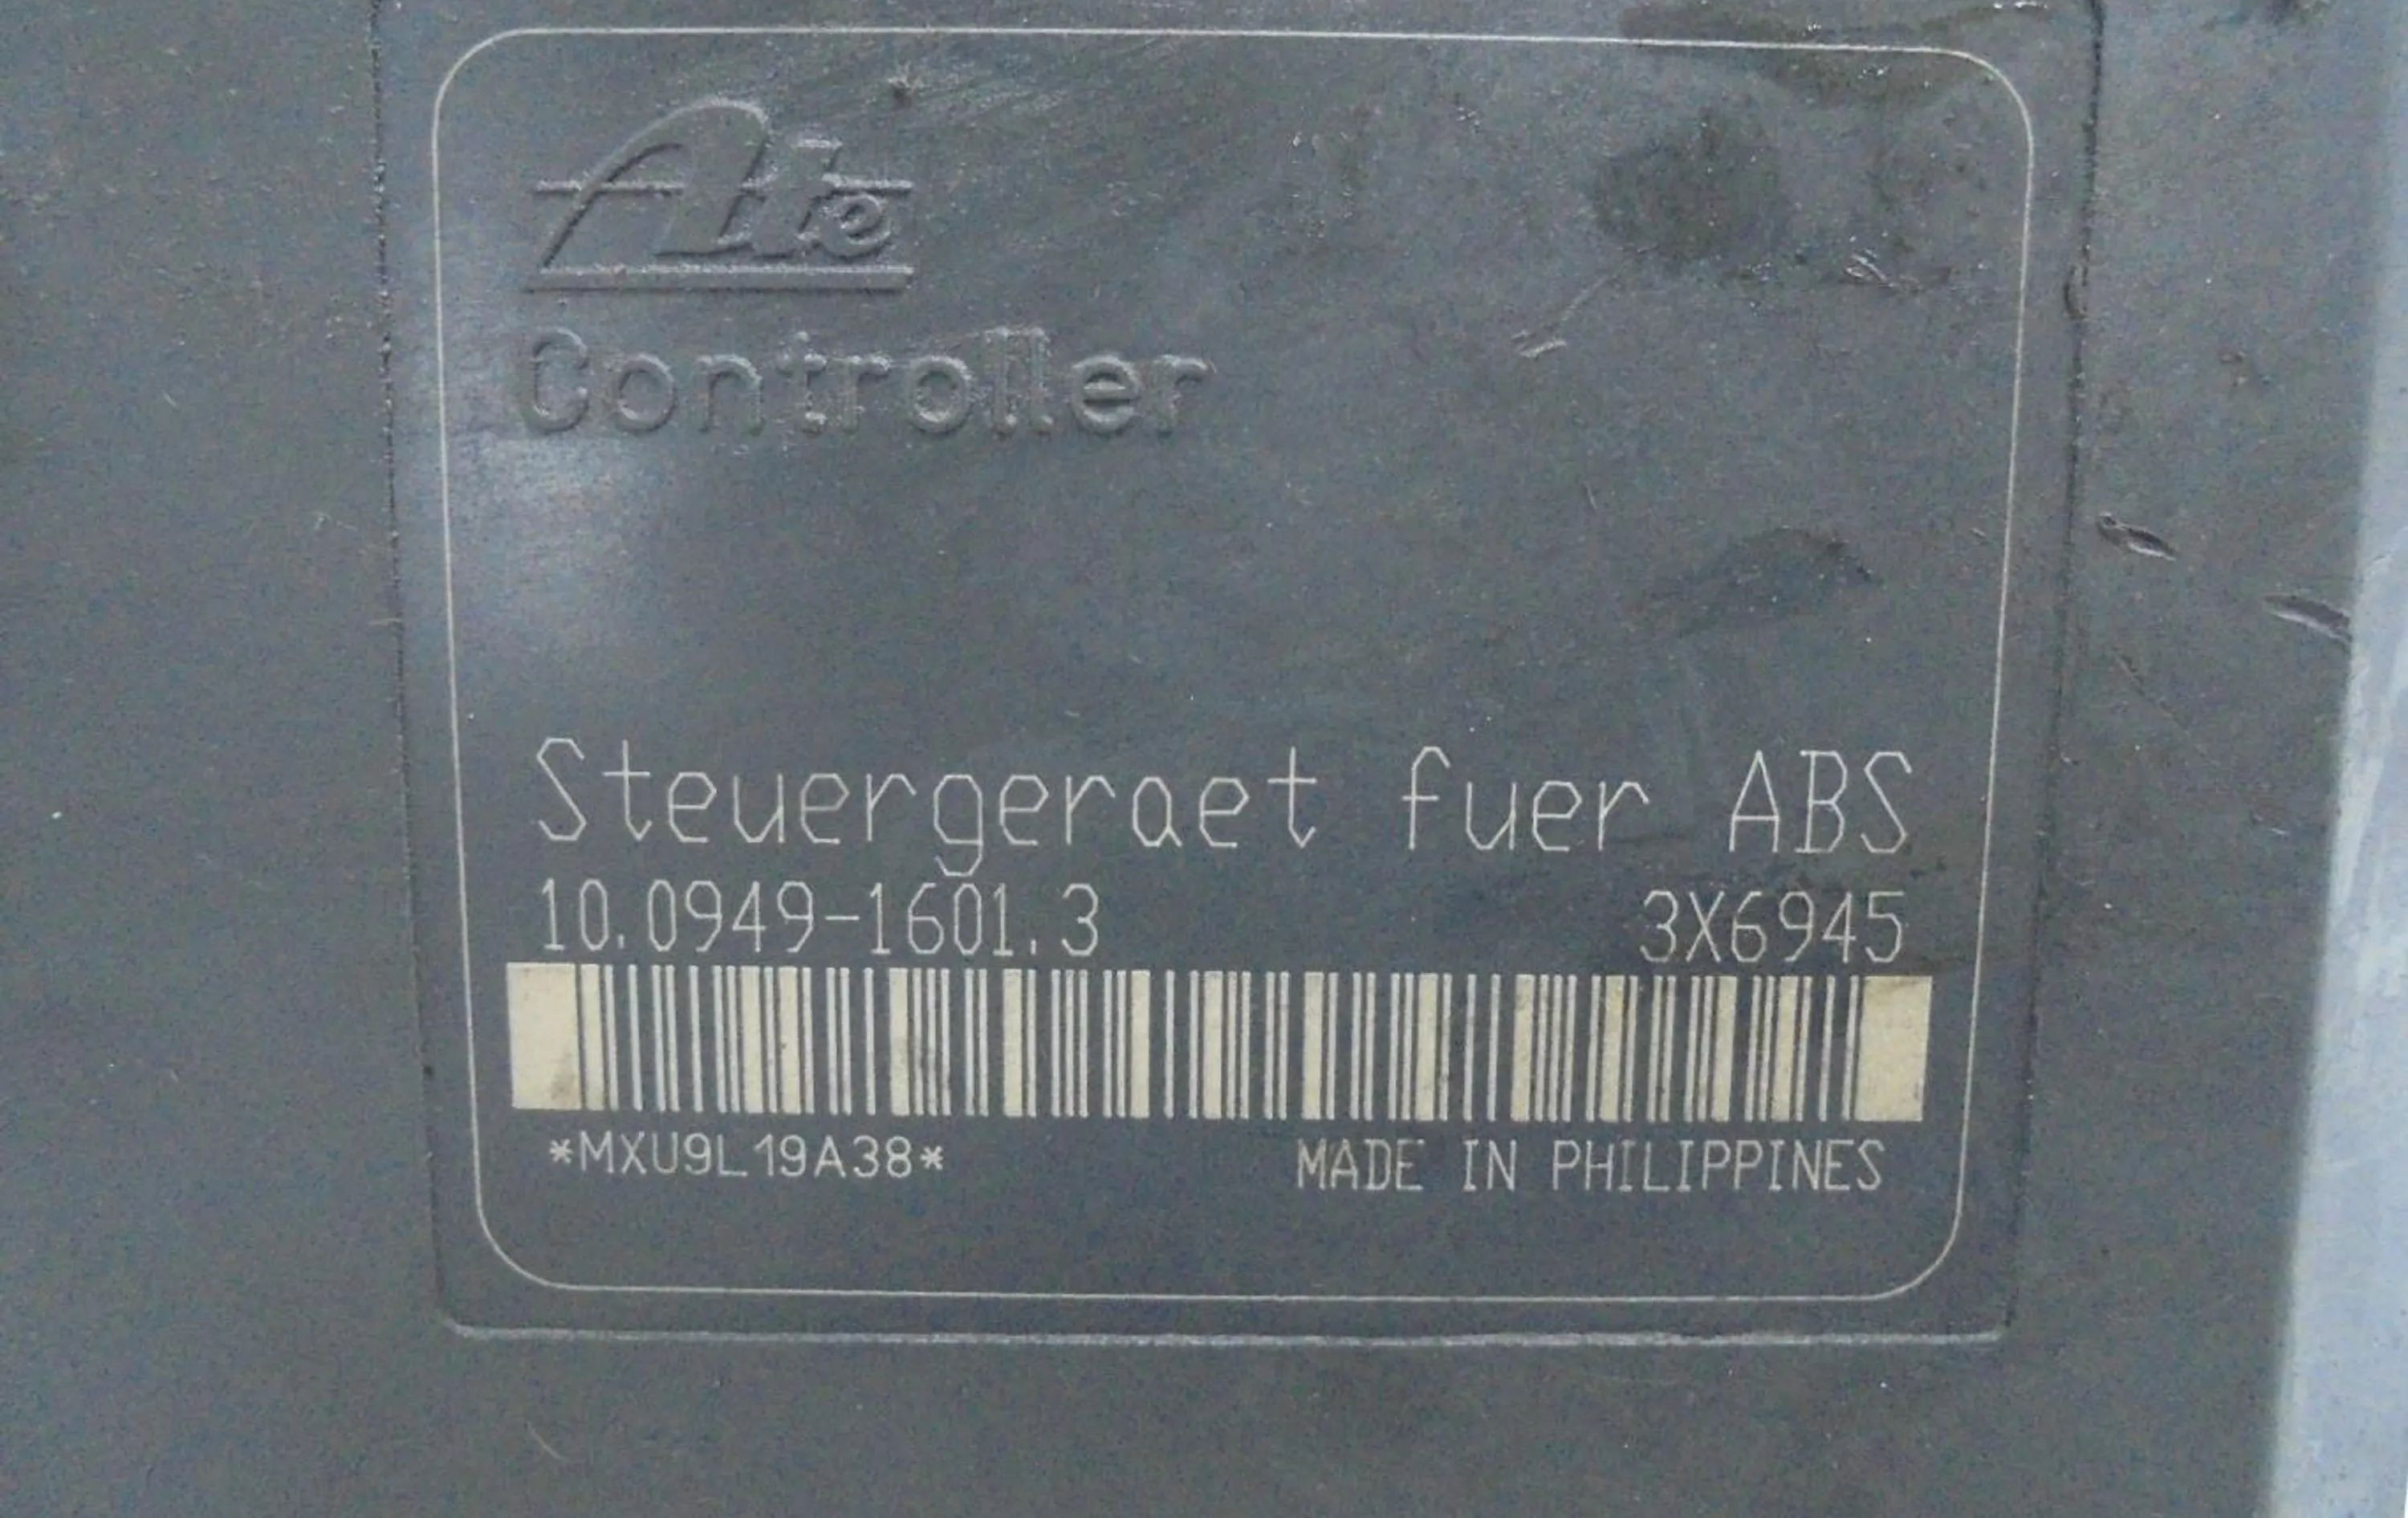 Ate
Controller
Steuergeraet fuer ABS
10.0949-1601.3 3X6945
*MXU9L19A38* MADE IN PHILIPPINES